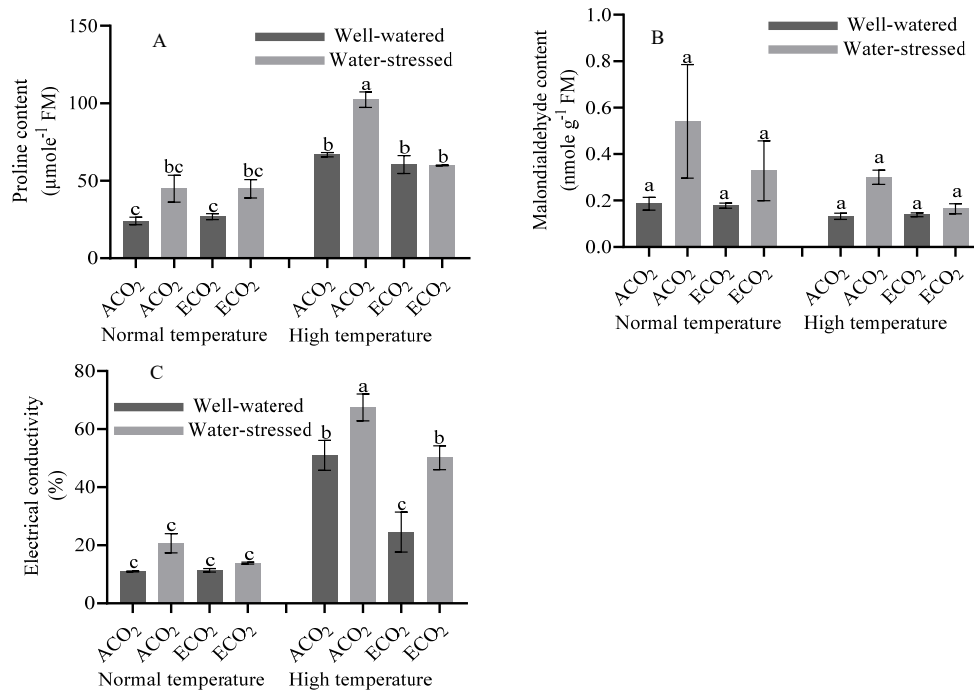 A
Well-watered
Water-stressed
Proline content
(µmole⁻¹ FM)
150
100
50
0
c
bc
c
bc
b
a
b
b
ACO₂
ACO₂
ECO₂
ECO₂
ACO₂
ACO₂
ECO₂
ECO₂
Normal temperature
High temperature
B
Well-watered
Water-stressed
Malondialdehyde content
(nmole g⁻¹ FM)
1.0
0.8
0.6
0.4
0.2
0.0
a
a
a
a
a
a
a
a
ACO₂
ACO₂
ECO₂
ECO₂
ACO₂
ACO₂
ECO₂
ECO₂
Normal temperature
High temperature
C
Well-watered
Water-stressed
Electrical conductivity
(%)
80
60
40
20
0
c
c
c
c
b
a
c
b
ACO₂
ACO₂
ECO₂
ECO₂
ACO₂
ACO₂
ECO₂
ECO₂
Normal temperature
High temperature